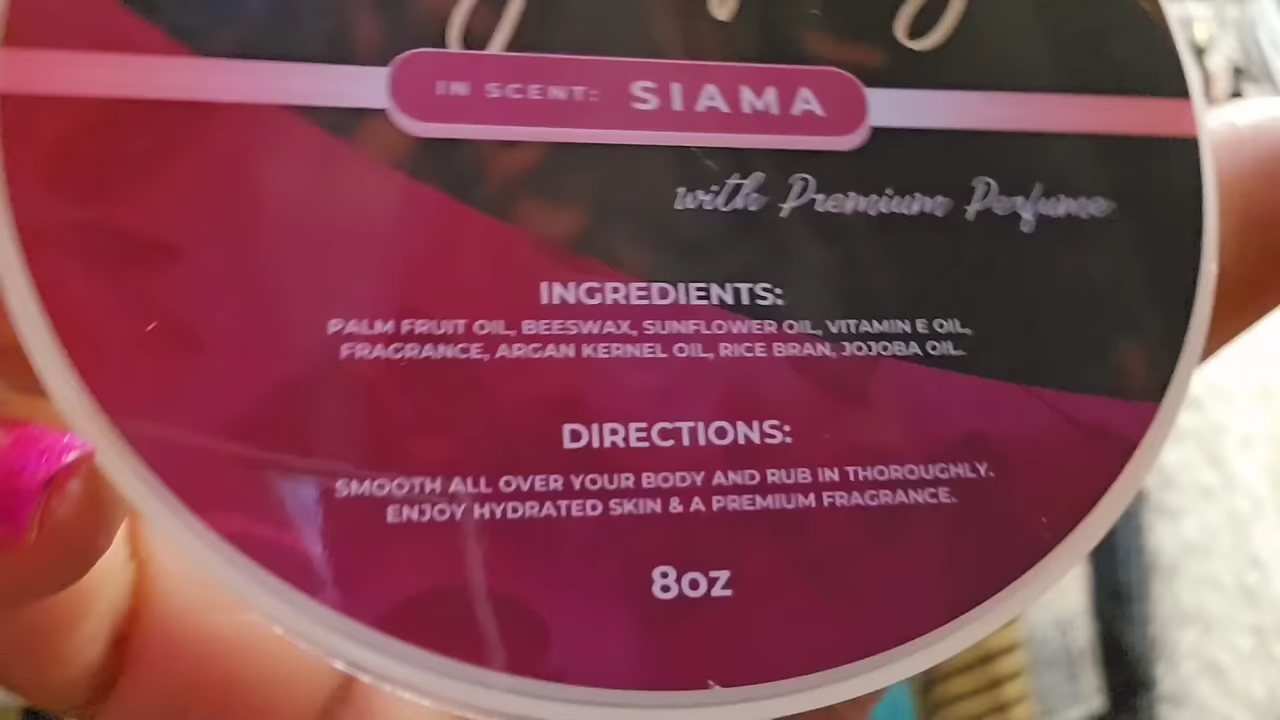 IN SCENT: SIAMA
with Premium Perfume
INGREDIENTS:
PALM FRUIT OIL, BEESWAX, SUNFLOWER OIL, VITAMIN E OIL,
FRAGRANCE, ARGAN KERNEL OIL, RICE BRAN, JOJOBA OIL.
DIRECTIONS:
SMOOTH ALL OVER YOUR BODY AND RUB IN THOROUGHLY.
ENJOY HYDRATED SKIN & A PREMIUM FRAGRANCE.
8oz